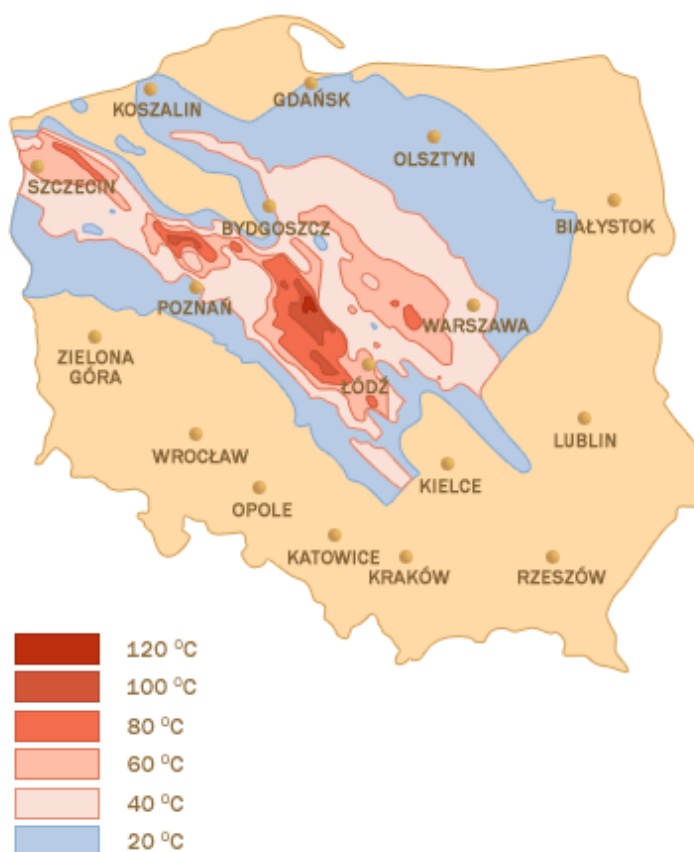 KOSZALIN
GDAŃSK
OLSZTYN
SZCZECIN
BIAŁYSTOK
BYDGOSZCZ
POZNAŃ
WARSZAWA
ZIELONA
GÓRA
ŁÓDŹ
LUBLIN
WROCŁAW
KIELCE
OPOLE
KATOWICE
KRAKÓW
RZESZÓW
120 °C
100 °C
80 °C
60 °C
40 °C
20 °C